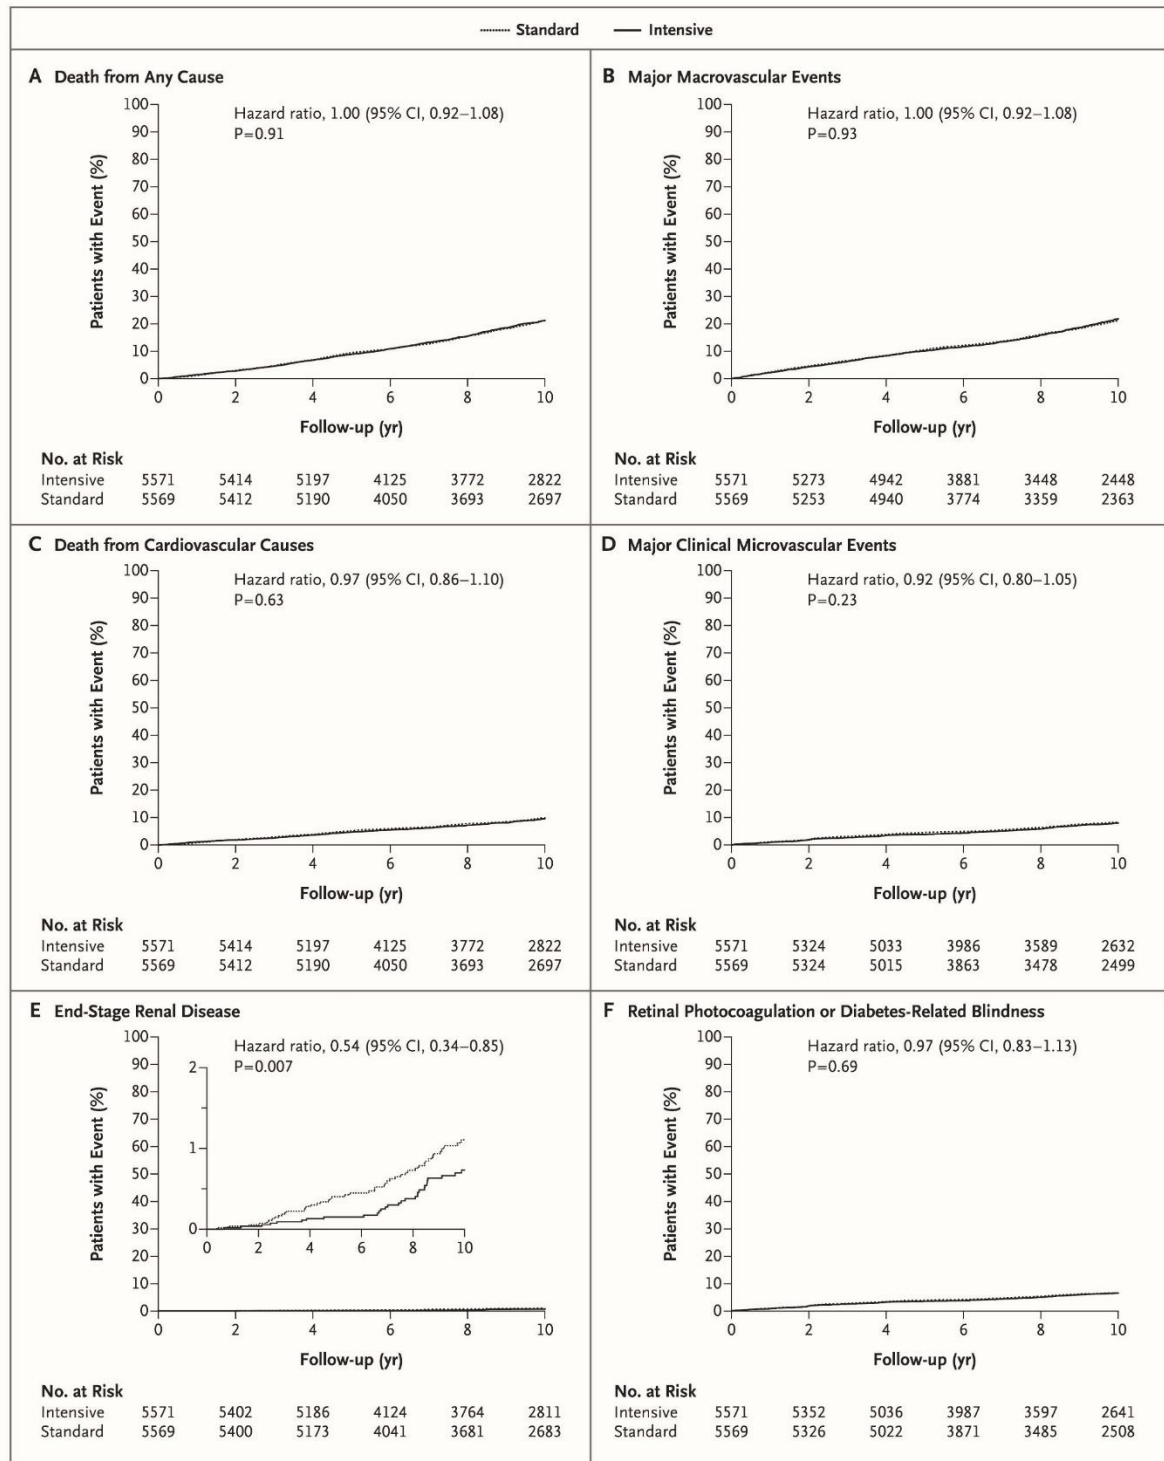 Standard Intensive
A Death from Any Cause
Hazard ratio, 1.00 (95% CI, 0.92–1.08)
P=0.91
Patients with Event (%)
100
90
80
70
60
50
40
30
20
10
0
0 2 4 6 8 10
Follow-up (yr)
No. at Risk
Intensive 5571 5414 5197 4125 3772 2822
Standard 5569 5412 5190 4050 3693 2697
B Major Macrovascular Events
Hazard ratio, 1.00 (95% CI, 0.92–1.08)
P=0.93
Patients with Event (%)
100
90
80
70
60
50
40
30
20
10
0
0 2 4 6 8 10
Follow-up (yr)
No. at Risk
Intensive 5571 5273 4942 3881 3448 2448
Standard 5569 5253 4940 3774 3359 2363
C Death from Cardiovascular Causes
Hazard ratio, 0.97 (95% CI, 0.86–1.10)
P=0.63
Patients with Event (%)
100
90
80
70
60
50
40
30
20
10
0
0 2 4 6 8 10
Follow-up (yr)
No. at Risk
Intensive 5571 5414 5197 4125 3772 2822
Standard 5569 5412 5190 4050 3693 2697
D Major Clinical Microvascular Events
Hazard ratio, 0.92 (95% CI, 0.80–1.05)
P=0.23
Patients with Event (%)
100
90
80
70
60
50
40
30
20
10
0
0 2 4 6 8 10
Follow-up (yr)
No. at Risk
Intensive 5571 5324 5033 3986 3589 2632
Standard 5569 5324 5015 3863 3478 2499
E End-Stage Renal Disease
Hazard ratio, 0.54 (95% CI, 0.34–0.85)
P=0.007
Patients with Event (%)
100
90
80
70
60
50
40
30
20
10
0
2
1
0
0 2 4 6 8 10
0 2 4 6 8 10
Follow-up (yr)
No. at Risk
Intensive 5571 5402 5186 4124 3764 2811
Standard 5569 5400 5173 4041 3681 2683
F Retinal Photocoagulation or Diabetes-Related Blindness
Hazard ratio, 0.97 (95% CI, 0.83–1.13)
P=0.69
Patients with Event (%)
100
90
80
70
60
50
40
30
20
10
0
0 2 4 6 8 10
Follow-up (yr)
No. at Risk
Intensive 5571 5352 5036 3987 3597 2641
Standard 5569 5326 5022 3871 3485 2508